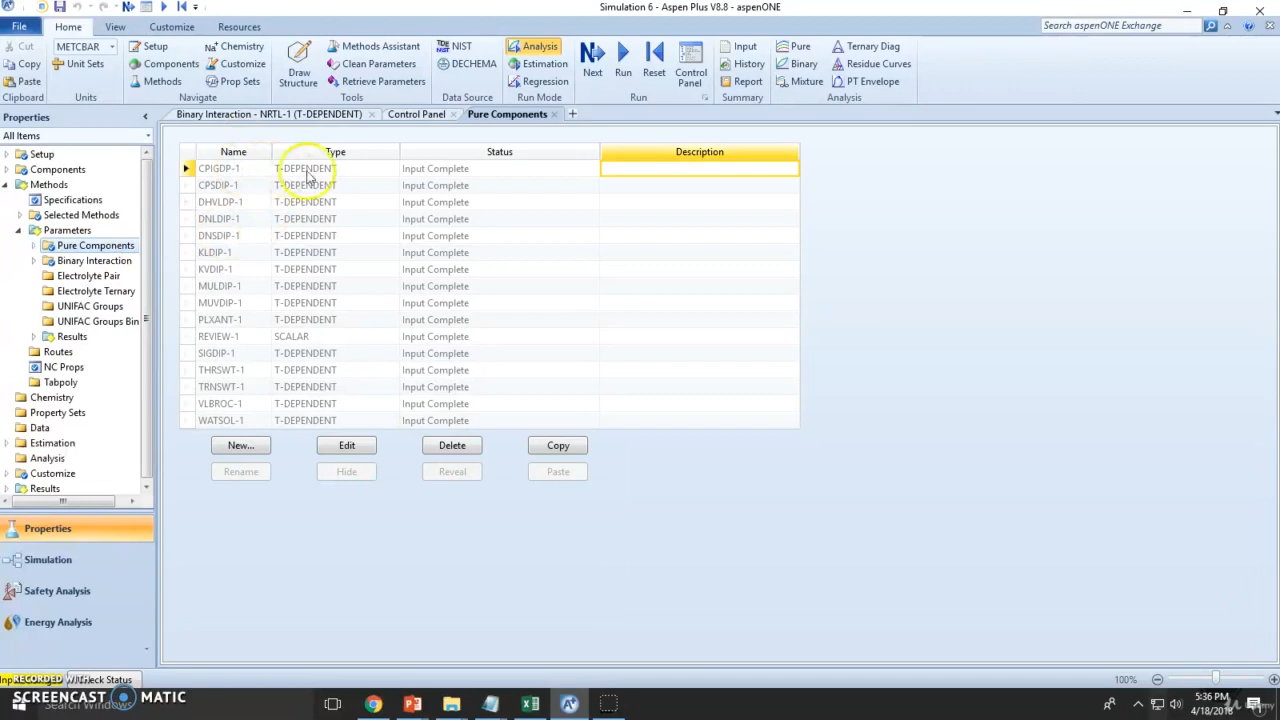 Simulation 6 - Aspen Plus V8.8 - aspenONE
File Home View Customize Resources
Search aspenONE Exchange
Cut METCBAR Setup Chemistry Methods Assistant NIST Analysis Input Pure Ternary Diag
Copy Unit Sets Components Customize Clean Parameters DECHEMA Estimation History Binary Residue Curves
Paste Methods Prop Sets Draw Structure Retrieve Parameters Regression Next Run Reset Control Panel Report Mixture PT Envelope
Clipboard Units Navigate Tools Data Source Run Mode Run Summary Analysis
Properties
All Items
Setup
Components
Methods
Specifications
Selected Methods
Parameters
Pure Components
Binary Interaction
Electrolyte Pair
Electrolyte Ternary
UNIFAC Groups
UNIFAC Groups Bin
Results
Routes
NC Props
Tabpoly
Chemistry
Property Sets
Data
Estimation
Analysis
Customize
Results
Properties
Simulation
Safety Analysis
Energy Analysis
Binary Interaction - NRTL-1 (T-DEPENDENT) Control Panel Pure Components
Name Type Status Description
CPIGDP-1 T-DEPENDENT Input Complete
CPSDIP-1 T-DEPENDENT Input Complete
DHVLDP-1 T-DEPENDENT Input Complete
DNLDIP-1 T-DEPENDENT Input Complete
DNSDIP-1 T-DEPENDENT Input Complete
KLDIP-1 T-DEPENDENT Input Complete
KVDIP-1 T-DEPENDENT Input Complete
MULDIP-1 T-DEPENDENT Input Complete
MUVDIP-1 T-DEPENDENT Input Complete
PLXANT-1 T-DEPENDENT Input Complete
REVIEW-1 SCALAR Input Complete
SIGDIP-1 T-DEPENDENT Input Complete
THRSWT-1 T-DEPENDENT Input Complete
TRNSWT-1 T-DEPENDENT Input Complete
VLBROC-1 T-DEPENDENT Input Complete
WATSOL-1 T-DEPENDENT Input Complete
New... Edit Delete Copy
Rename Hide Reveal Paste
RECORDED WITH Check Status
100%
SCREENCAST MATIC
Search Windows
5:36 PM